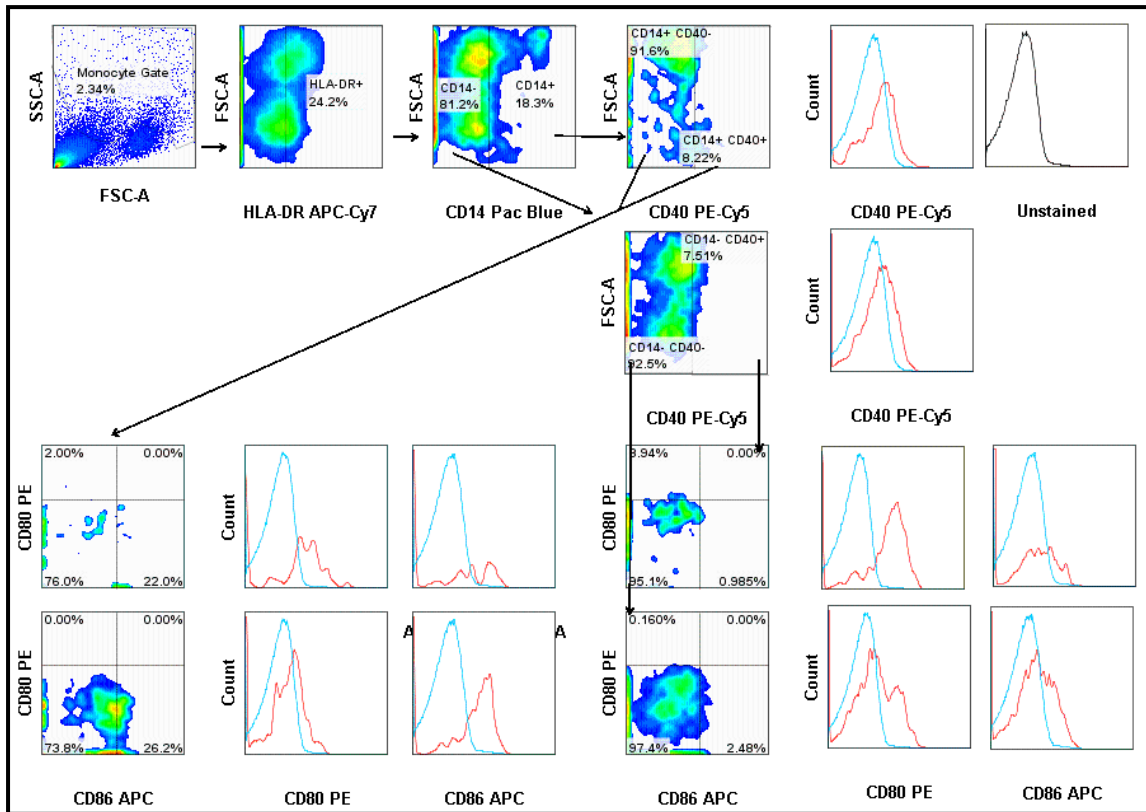 SSC-A
Monocyte Gate
2.34%
FSC-A
FSC-A
HLA-DR+
24.2%
HLA-DR APC-Cy7
FSC-A
CD14-
81.2%
CD14+
18.3%
CD14 Pac Blue
FSC-A
CD14+ CD40-
91.6%
CD14+ CD40+
8.22%
CD40 PE-Cy5
Count
CD40 PE-Cy5
Unstained
FSC-A
CD14- CD40+
7.51%
CD14- CD40-
92.5%
CD40 PE-Cy5
Count
CD40 PE-Cy5
CD80 PE
2.00%
0.00%
76.0%
22.0%
Count
CD80 PE
3.94%
0.00%
95.1%
0.985%
Count
CD80 PE
0.00%
0.00%
73.8%
26.2%
CD86 APC
Count
CD80 PE
A
A
CD86 APC
CD80 PE
0.160%
0.00%
97.4%
2.48%
CD86 APC
Count
CD80 PE
CD86 APC